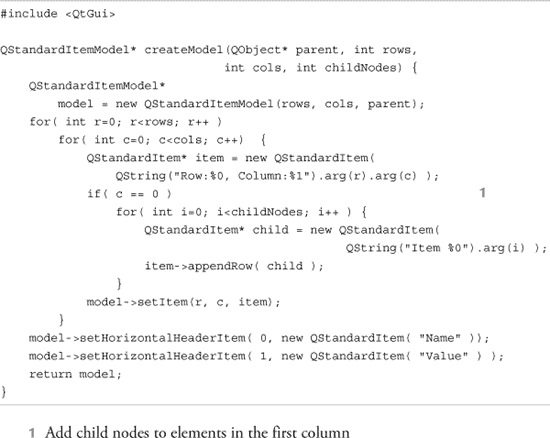 #include <QtGui>
QStandardItemModel* createModel(QObject* parent, int rows,
int cols, int childNodes) {
QStandardItemModel*
model = new QStandardItemModel(rows, cols, parent);
for( int r=0; r<rows; r++ )
for( int c=0; c<cols; c++)  {
QStandardItem* item = new QStandardItem(
QString("Row:%0, Column:%1").arg(r).arg(c) );
if( c == 0 ) 1
for( int i=0; i<childNodes; i++ ) {
QStandardItem* child = new QStandardItem(
QString("Item %0").arg(i) );
item->appendRow( child );
}
model->setItem(r, c, item);
}
model->setHorizontalHeaderItem( 0, new QStandardItem( "Name" ));
model->setHorizontalHeaderItem( 1, new QStandardItem( "Value" ) );
return model;
}
1 Add child nodes to elements in the first column